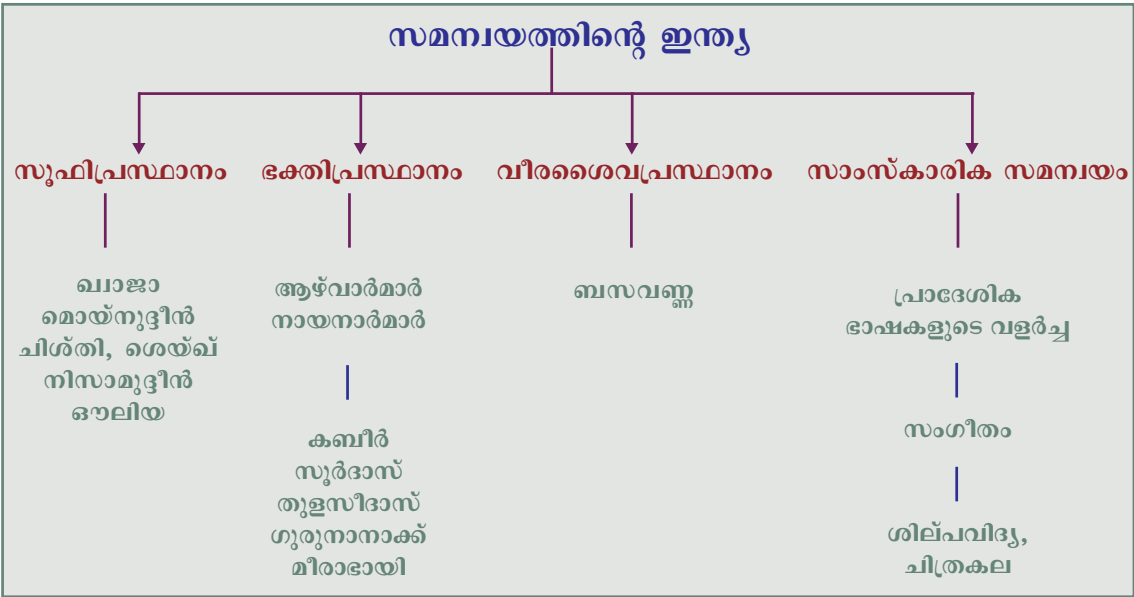 സമന്വയത്തിന്റെ ഇന്ത്യ
സൂഫിപ്രസ്ഥാനം
ഭക്തിപ്രസ്ഥാനം
വീരശൈവപ്രസ്ഥാനം
സാംസ്കാരിക സമന്വയം
ഖ്വാജാ
മൊയ്നുദ്ദീൻ
ചിശ്തി, ശെയ്ഖ്
നിസാമുദ്ദീൻ
ഔലിയ
ആഴ്‌വാർമാർ
നായനാർമാർ
കബീർ
സൂർദാസ്
തുളസീദാസ്
ഗുരുനാനാക്ക്
മീരാഭായി
ബസവണ്ണ
പ്രാദേശിക
ഭാഷകളുടെ വളർച്ച
സംഗീതം
ശില്പവിദ്യ,
ചിത്രകല